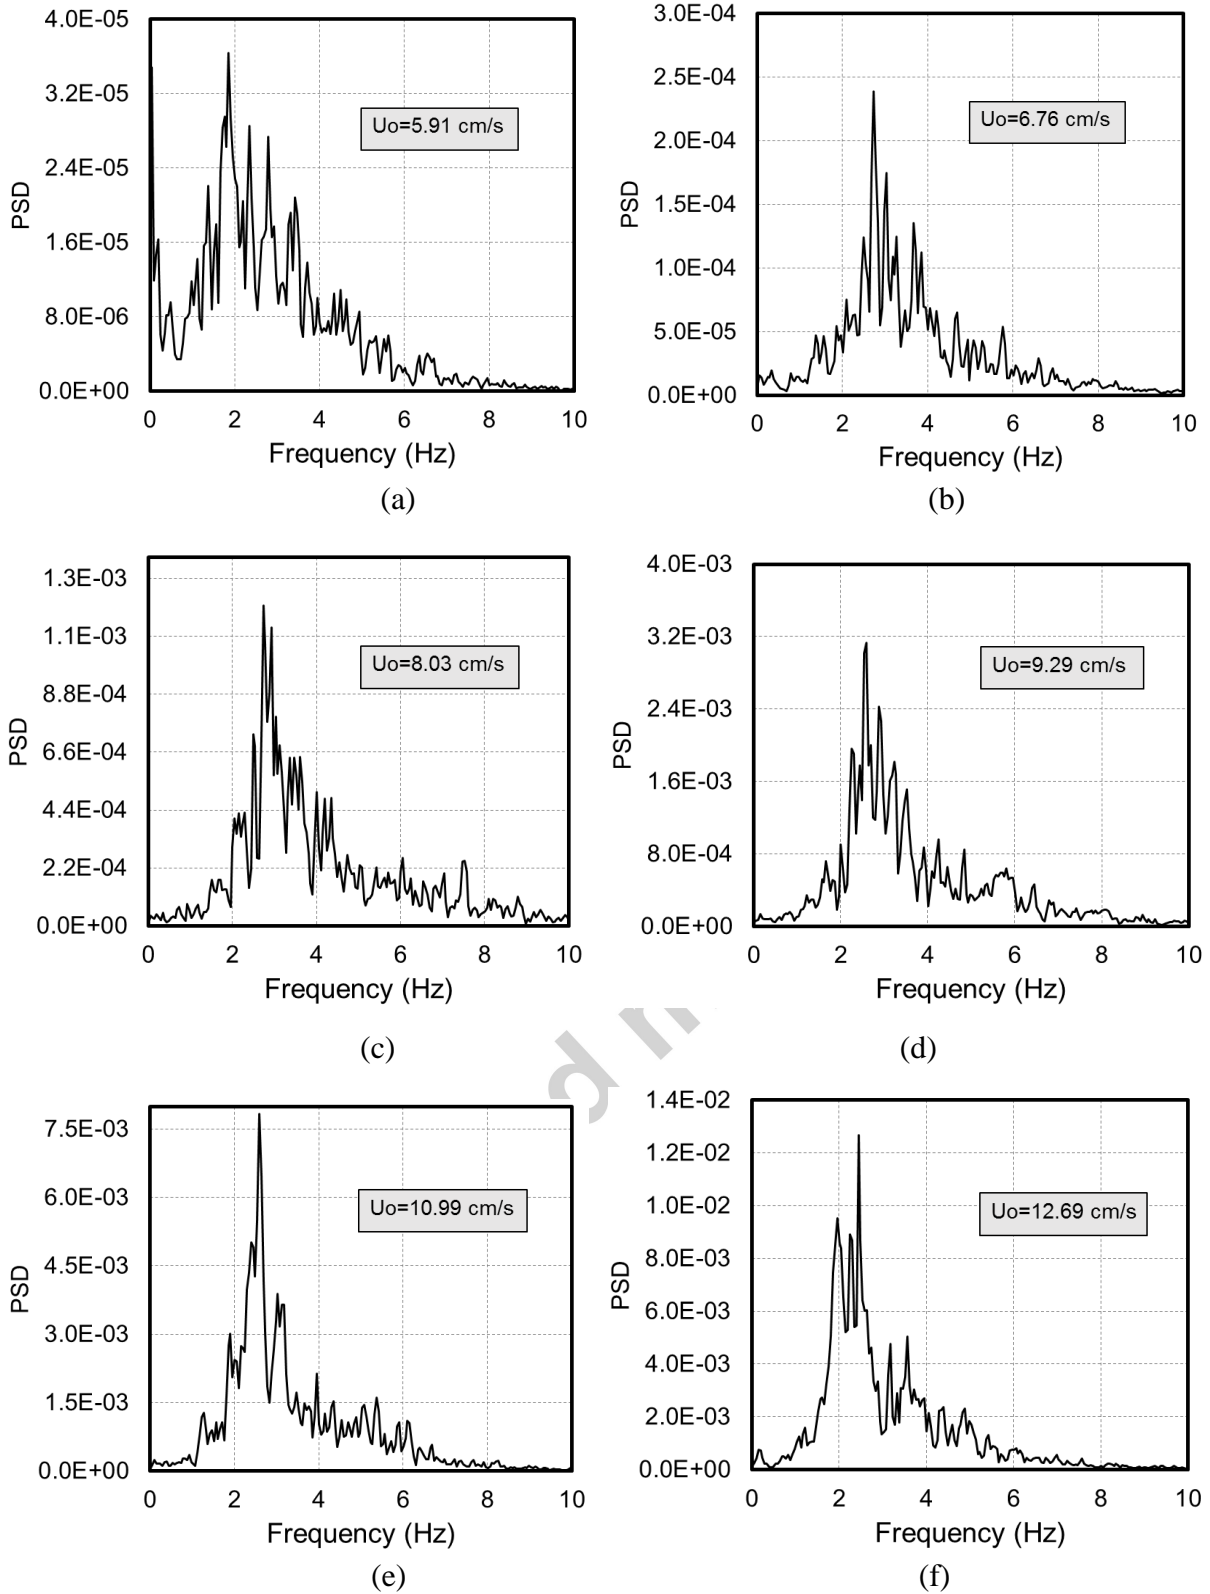 4.0E-05
3.2E-05
2.4E-05
1.6E-05
8.0E-06
0.0E+00
PSD
Uo=5.91 cm/s
0 2 4 6 8 10
Frequency (Hz)
(a)
3.0E-04
2.5E-04
2.0E-04
1.5E-04
1.0E-04
5.0E-05
0.0E+00
PSD
Uo=6.76 cm/s
0 2 4 6 8 10
Frequency (Hz)
(b)
1.3E-03
1.1E-03
8.8E-04
6.6E-04
4.4E-04
2.2E-04
0.0E+00
PSD
Uo=8.03 cm/s
0 2 4 6 8 10
Frequency (Hz)
(c)
4.0E-03
3.2E-03
2.4E-03
1.6E-03
8.0E-04
0.0E+00
PSD
Uo=9.29 cm/s
0 2 4 6 8 10
Frequency (Hz)
(d)
7.5E-03
6.0E-03
4.5E-03
3.0E-03
1.5E-03
0.0E+00
PSD
Uo=10.99 cm/s
0 2 4 6 8 10
Frequency (Hz)
(e)
1.4E-02
1.2E-02
1.0E-02
8.0E-03
6.0E-03
4.0E-03
2.0E-03
0.0E+00
PSD
Uo=12.69 cm/s
0 2 4 6 8 10
Frequency (Hz)
(f)